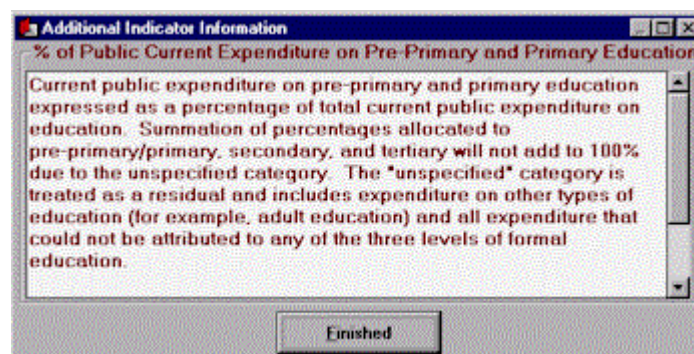 Additional Indicator Information
% of Public Current Expenditure on Pre-Primary and Primary Education
Current public expenditure on pre-primary and primary education
expressed as a percentage of total current public expenditure on
education. Summation of percentages allocated to
pre-primary/primary, secondary, and tertiary will not add to 100%
due to the unspecified category. The "unspecified" category is
treated as a residual and includes expenditure on other types of
education (for example, adult education) and all expenditure that
could not be attributed to any of the three levels of formal
education.
Finished